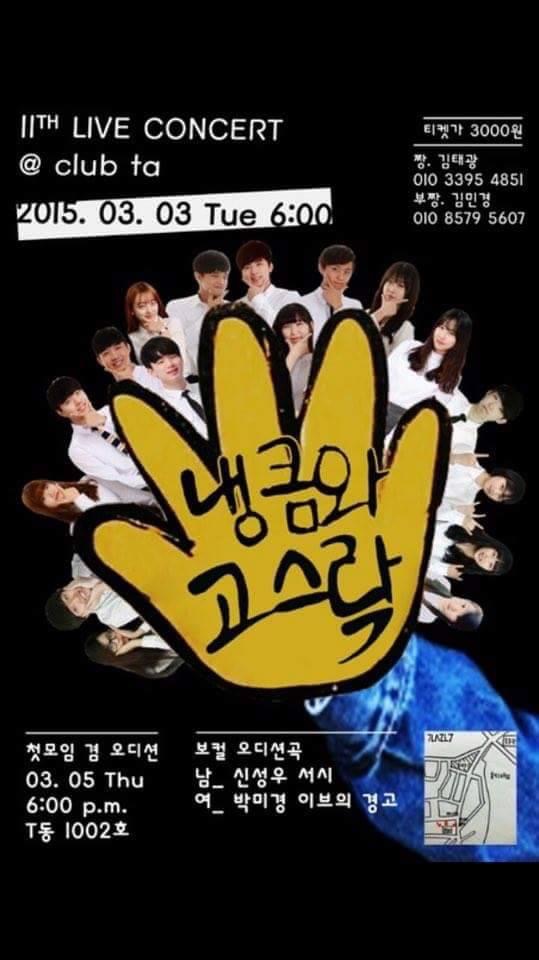 11TH LIVE CONCERT
@ club ta
2015. 03. 03 Tue 6:00
티켓가 3000원
짱. 김태광
010 3395 4851
부짱. 김민경
010 8579 5607
냉큼와
고스락
첫모임 겸 오디션
03. 05 Thu
6:00 p.m.
T동 1002호
보컬 오디션곡
남_ 신성우 서시
여_ 박미경 이브의 경고